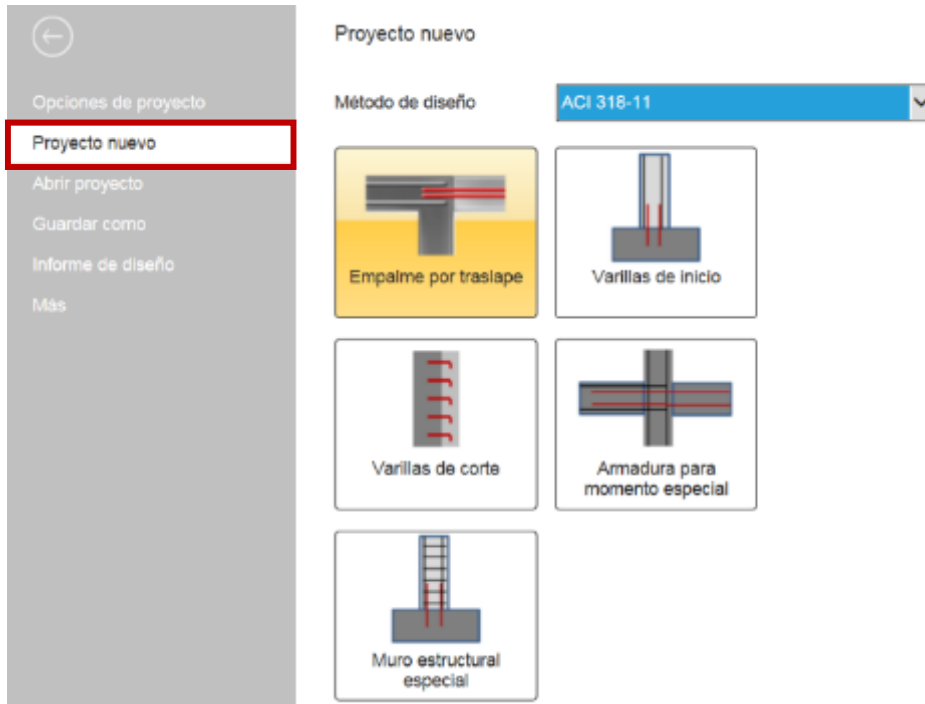 Proyecto nuevo
Opciones de proyecto
Método de diseño
ACI 318-11
Proyecto nuevo
Abrir proyecto
Guardar como
Informe de diseño
Más
Empalme por traslape
Varillas de inicio
Varillas de corte
Armadura para
momento especial
Muro estructural
especial